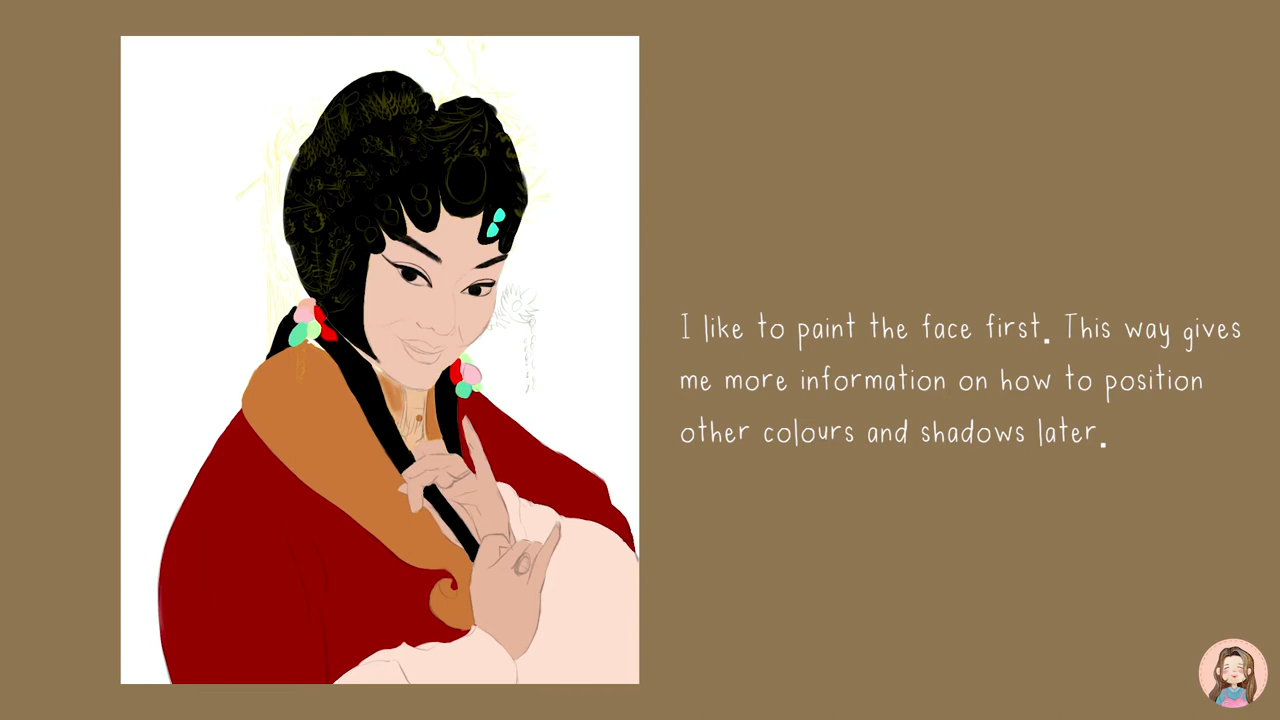 I like to paint the face first. This way gives
me more information on how to position
other colours and shadows later.